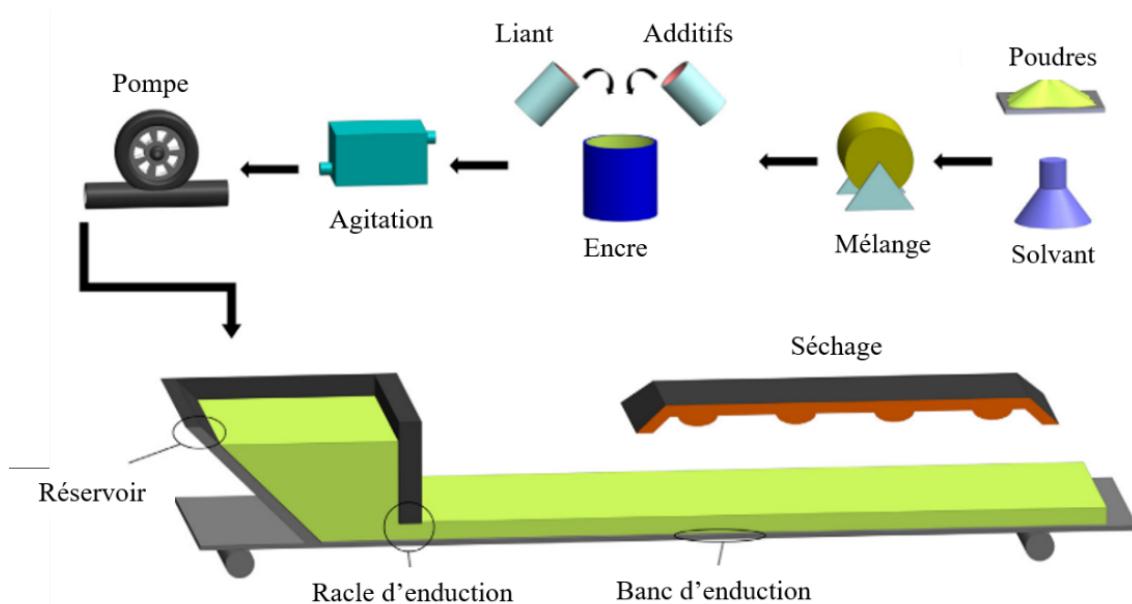 Liant
Additifs
Poudres
Pompe
Agitation
Encre
Mélange
Solvant
Séchage
Réservoir
Racle d’enduction
Banc d’enduction